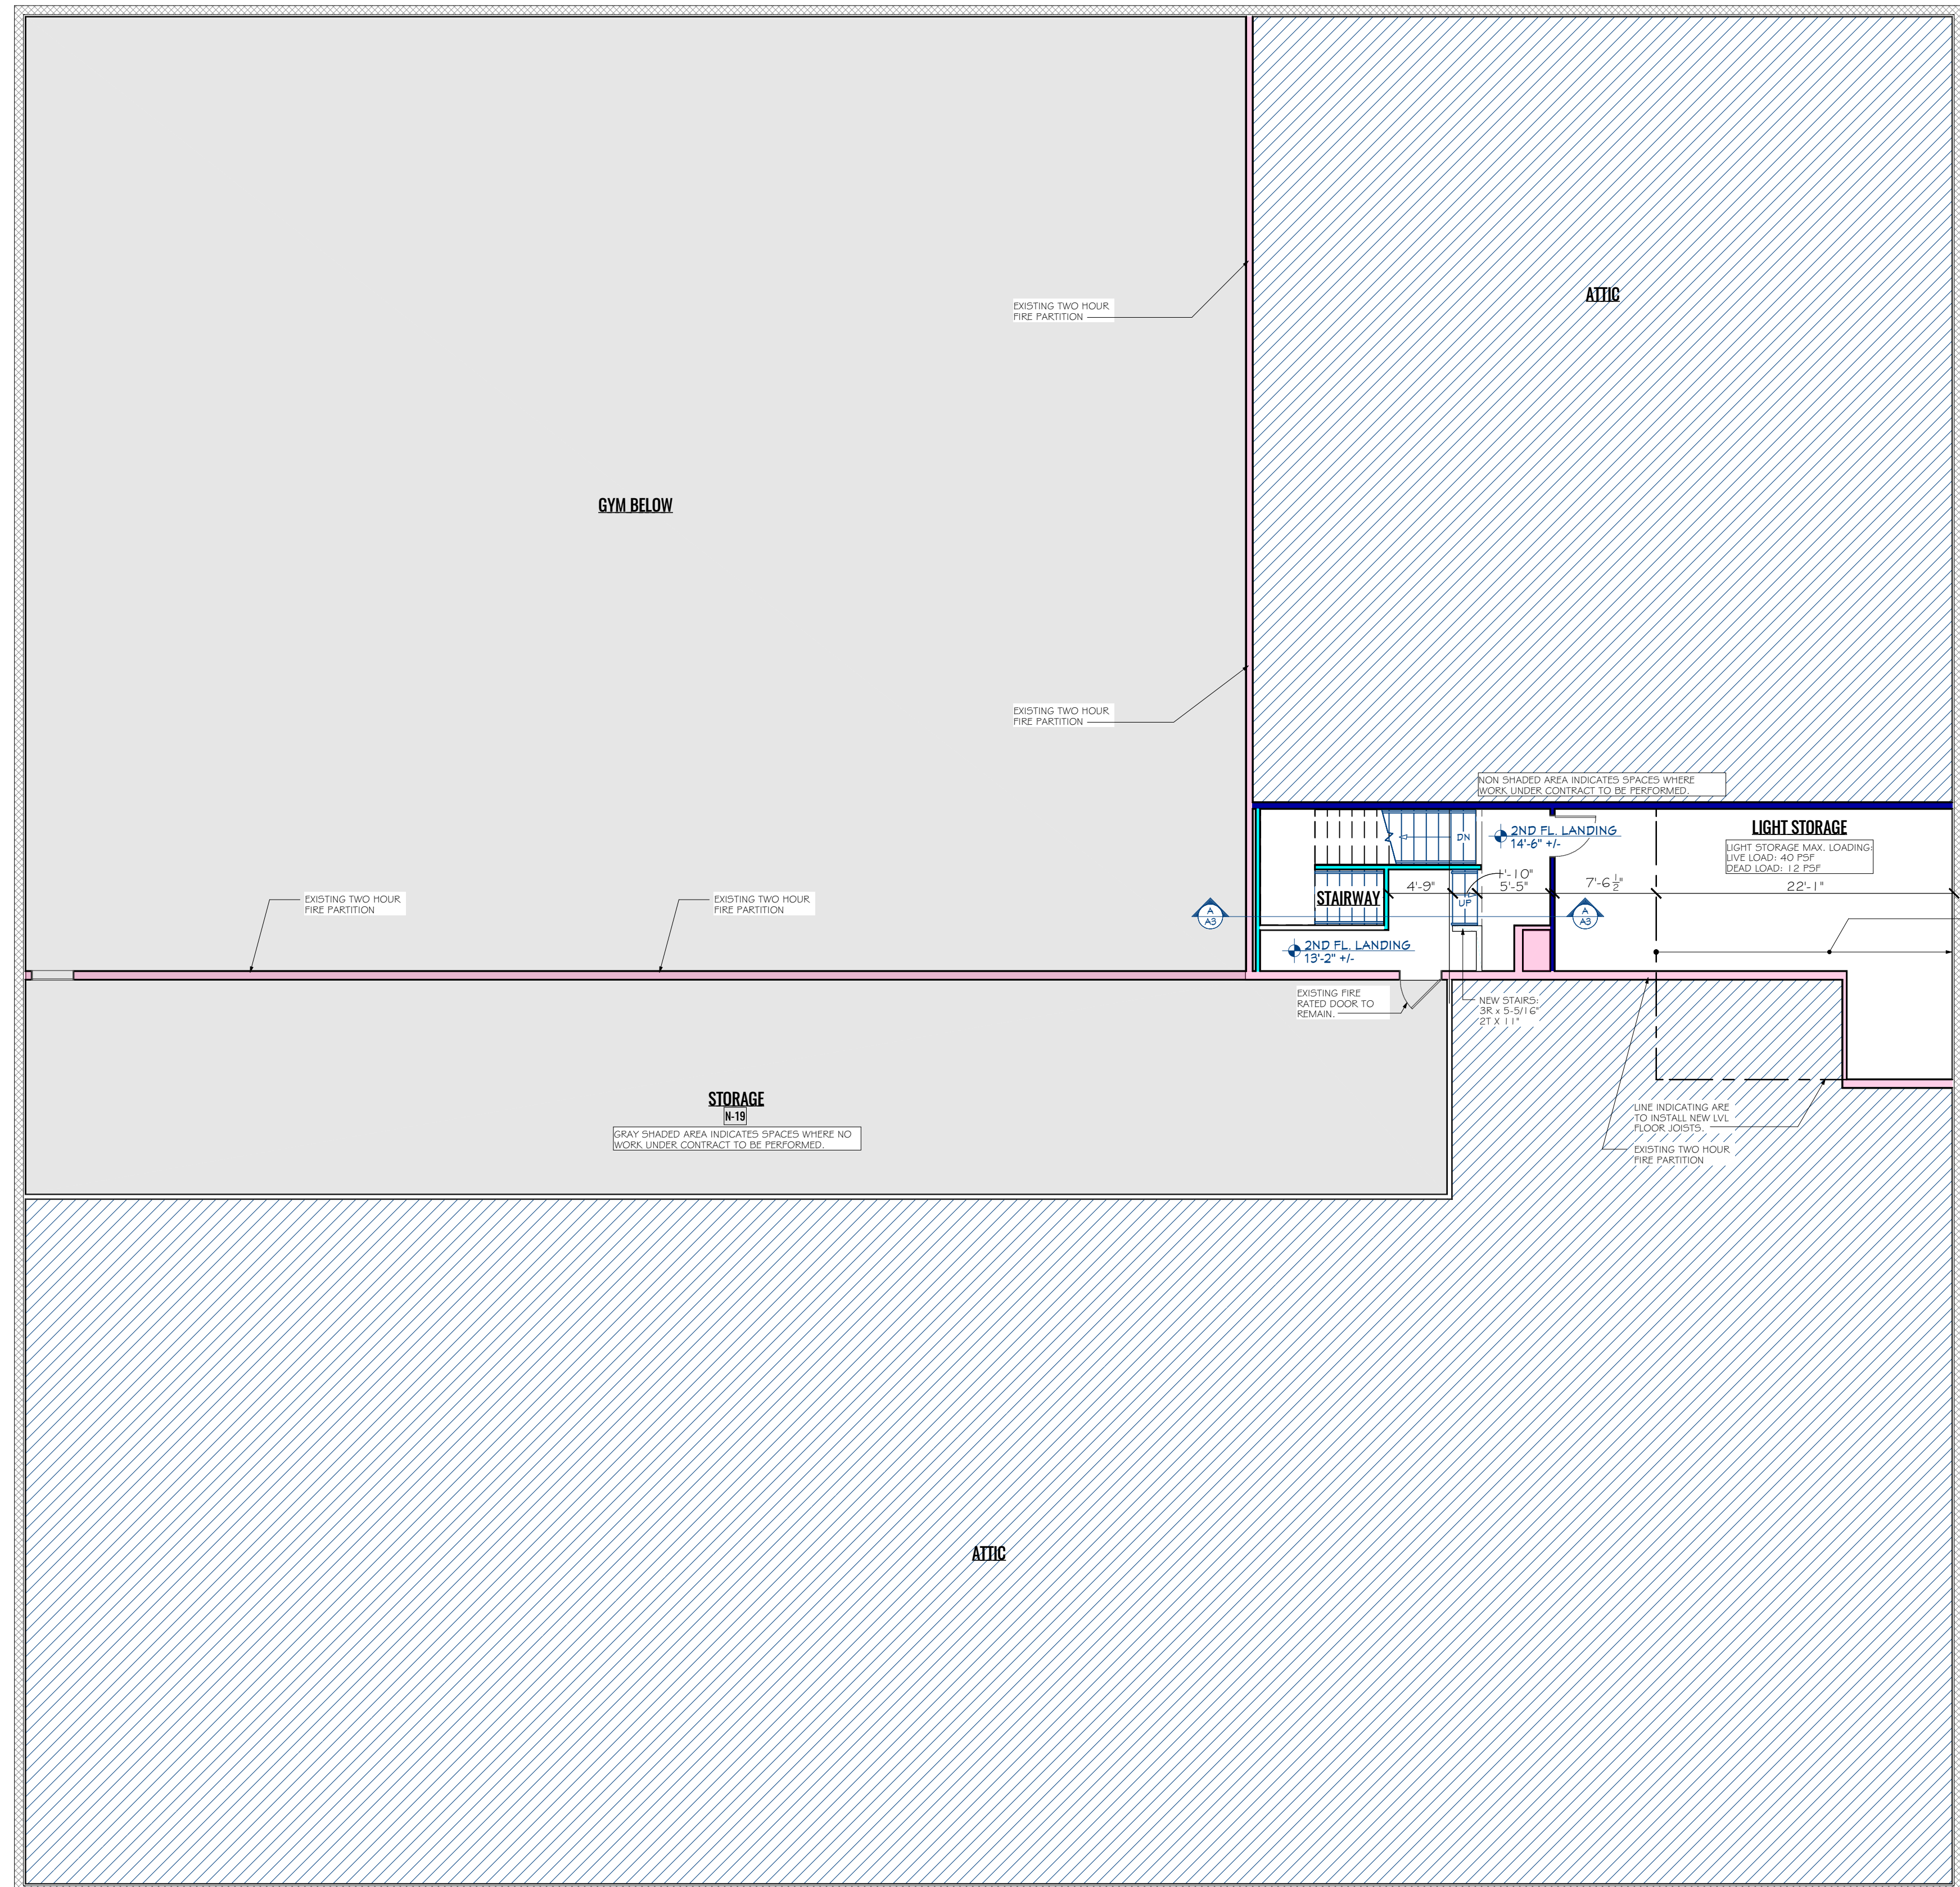 ATTIC
EXISTING TWO HOUR
FIRE PARTITION
GYM BELOW
EXISTING TWO HOUR
FIRE PARTITION
NON SHADED AREA INDICATES SPACES WHERE
WORK UNDER CONTRACT TO BE PERFORMED.
LIGHT STORAGE
LIGHT STORAGE MAX. LOADING:
LIVE LOAD: 40 PSF
DEAD LOAD: 12 PSF
DN
2ND FL. LANDING
14'-6" +/-
STAIRWAY
4'-9"
UP
1'-10"
5'-5"
7'-6 1/2"
22'-1"
EXISTING TWO HOUR
FIRE PARTITION
EXISTING TWO HOUR
FIRE PARTITION
A
A3
A
A3
2ND FL. LANDING
13'-2" +/-
EXISTING FIRE
RATED DOOR TO
REMAIN.
NEW STAIRS:
3R x 5-5/16"
2T X 11"
STORAGE
N-19
GRAY SHADED AREA INDICATES SPACES WHERE NO
WORK UNDER CONTRACT TO BE PERFORMED.
LINE INDICATING ARE
TO INSTALL NEW LVL
FLOOR JOISTS.
EXISTING TWO HOUR
FIRE PARTITION
ATTIC